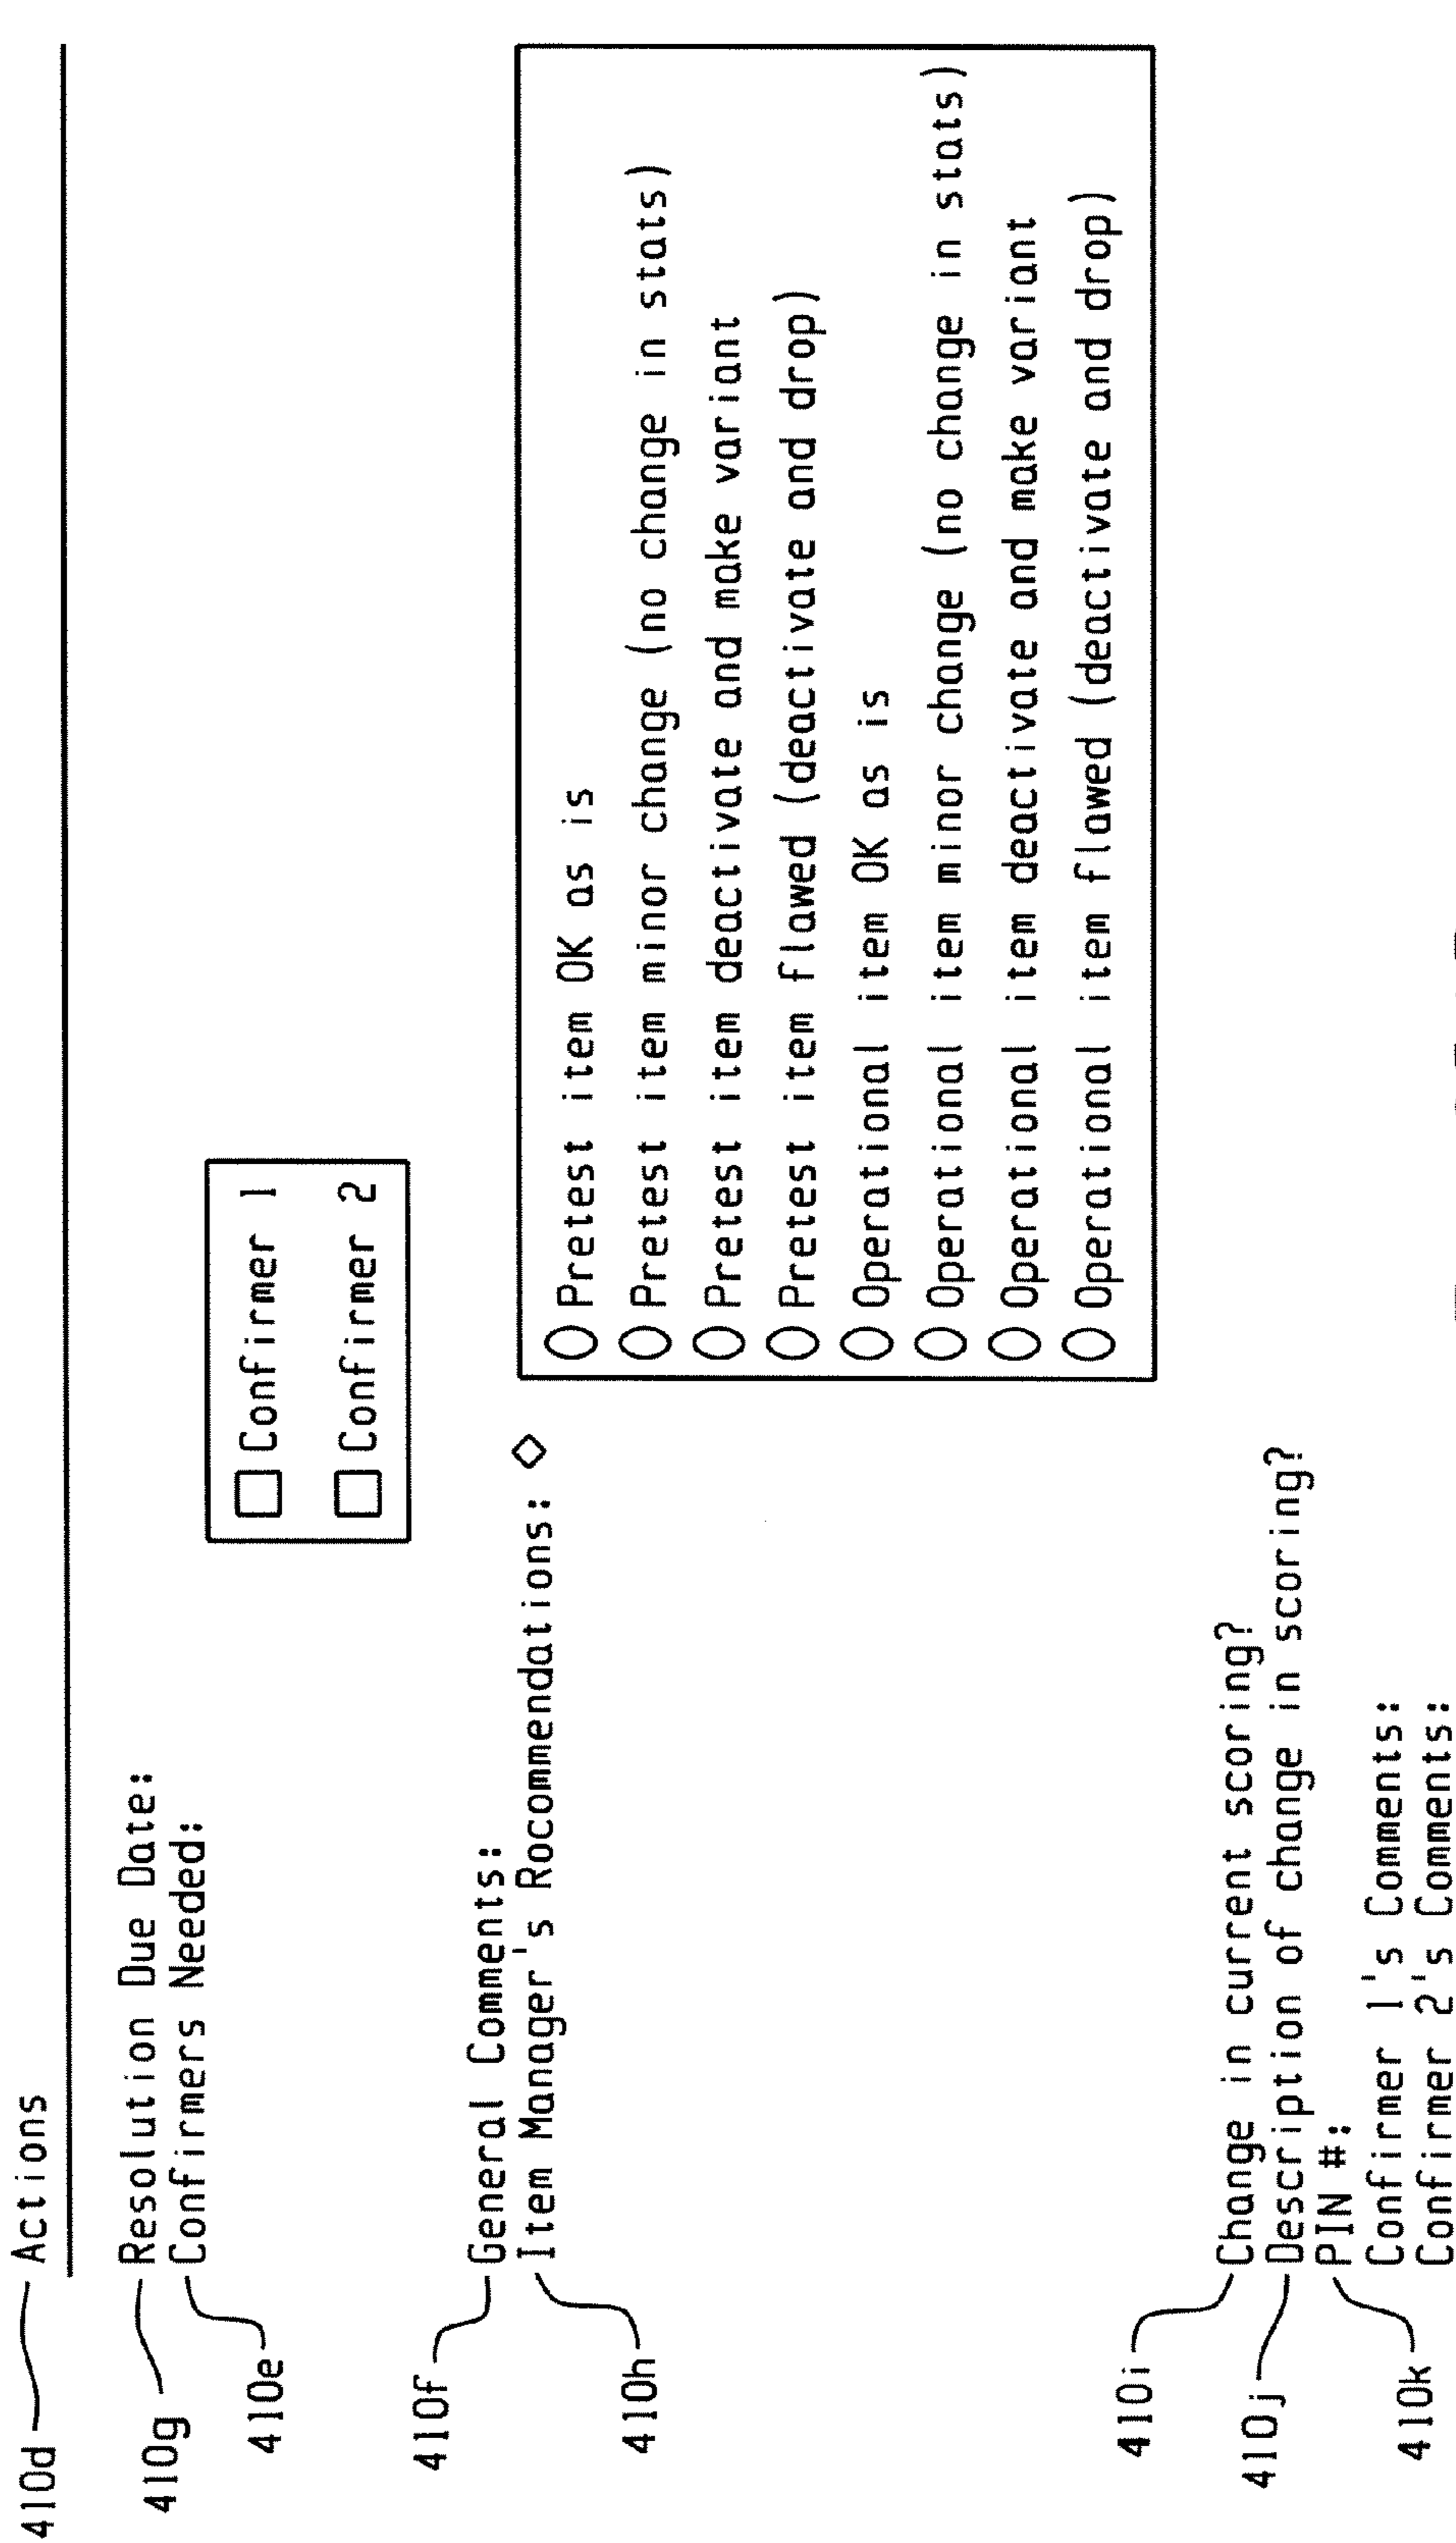 410d Actions
410g Resolution Due Date:
410e Confirmers Needed:
Confirmer 1
Confirmer 2
410f General Comments:
410h Item Manager's Rocommendations:
Pretest item OK as is
Pretest item minor change (no change in stats)
Pretest item deactivate and make variant
Pretest item flawed (deactivate and drop)
Operational item OK as is
Operational item minor change (no change in stats)
Operational item deactivate and make variant
Operational item flawed (deactivate and drop)
410i Change in current scoring?
410j Description of change in scoring?
410k PIN #:
Confirmer 1's Comments:
Confirmer 2's Comments: